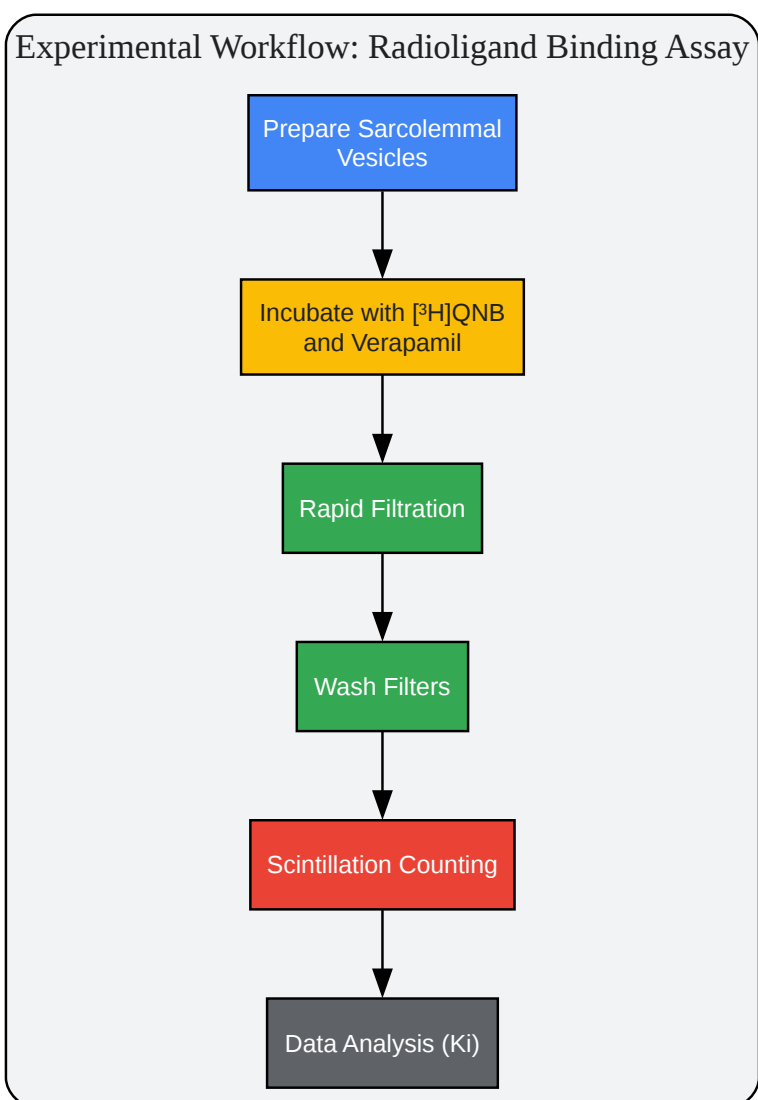 Experimental Workflow: Radioligand Binding Assay
Prepare Sarcolemmal
Vesicles
Incubate with [³H]QNB
and Verapamil
Rapid Filtration
Wash Filters
Scintillation Counting
Data Analysis (Ki)